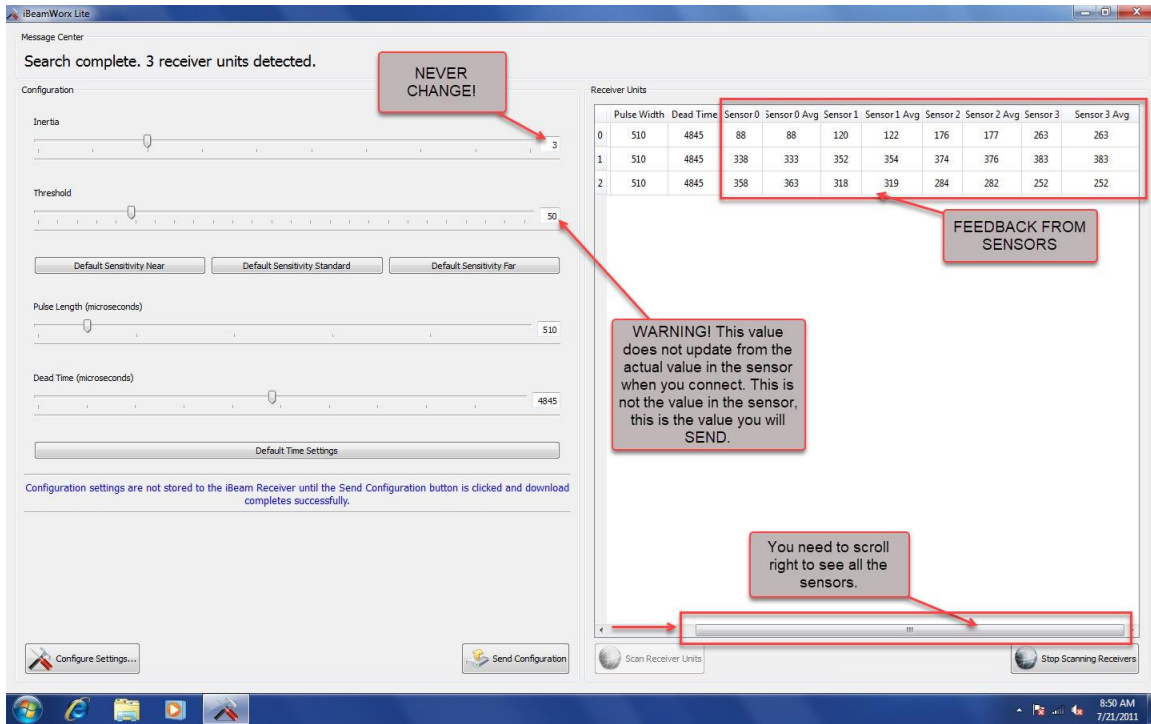 iBeamWorx Lite
Message Center
Search complete. 3 receiver units detected.
NEVER
CHANGE!
Configuration
Inertia
3
Threshold
50
Default Sensitivity Near
Default Sensitivity Standard
Default Sensitivity Far
Pulse Length (microseconds)
510
Dead Time (microseconds)
4845
Default Time Settings
Configuration settings are not stored to the iBeam Receiver until the Send Configuration button is clicked and download
completes successfully.
WARNING! This value
does not update from the
actual value in the sensor
when you connect. This is
not the value in the sensor,
this is the value you will
SEND.
Configure Settings...
Send Configuration
Receiver Units
Pulse Width Dead Time Sensor 0 Sensor 0 Avg Sensor 1 Sensor 1 Avg Sensor 2 Sensor 2 Avg Sensor 3 Sensor 3 Avg
0 510 4845 88 88 120 122 176 177 263 263
1 510 4845 338 333 352 354 374 376 383 383
2 510 4845 358 363 318 319 284 282 252 252
FEEDBACK FROM
SENSORS
You need to scroll
right to see all the
sensors.
Scan Receiver Units
Stop Scanning Receivers
8:50 AM
7/21/2011